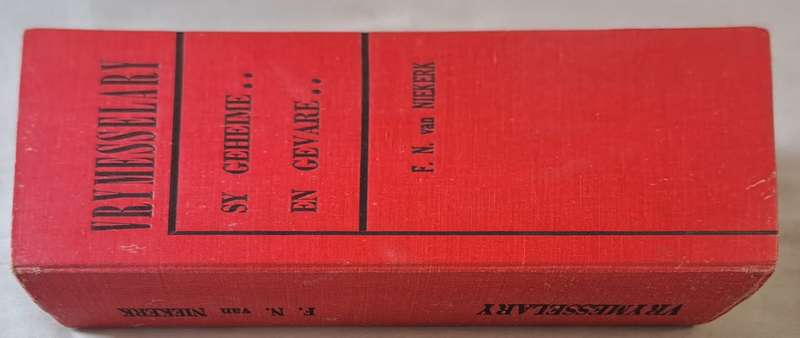 VRYMESSELARY
SY GEHEIME..
EN GEVARE..
F. N. van NIEKERK
VRYMESSELARY
F. N. van NIEKERK